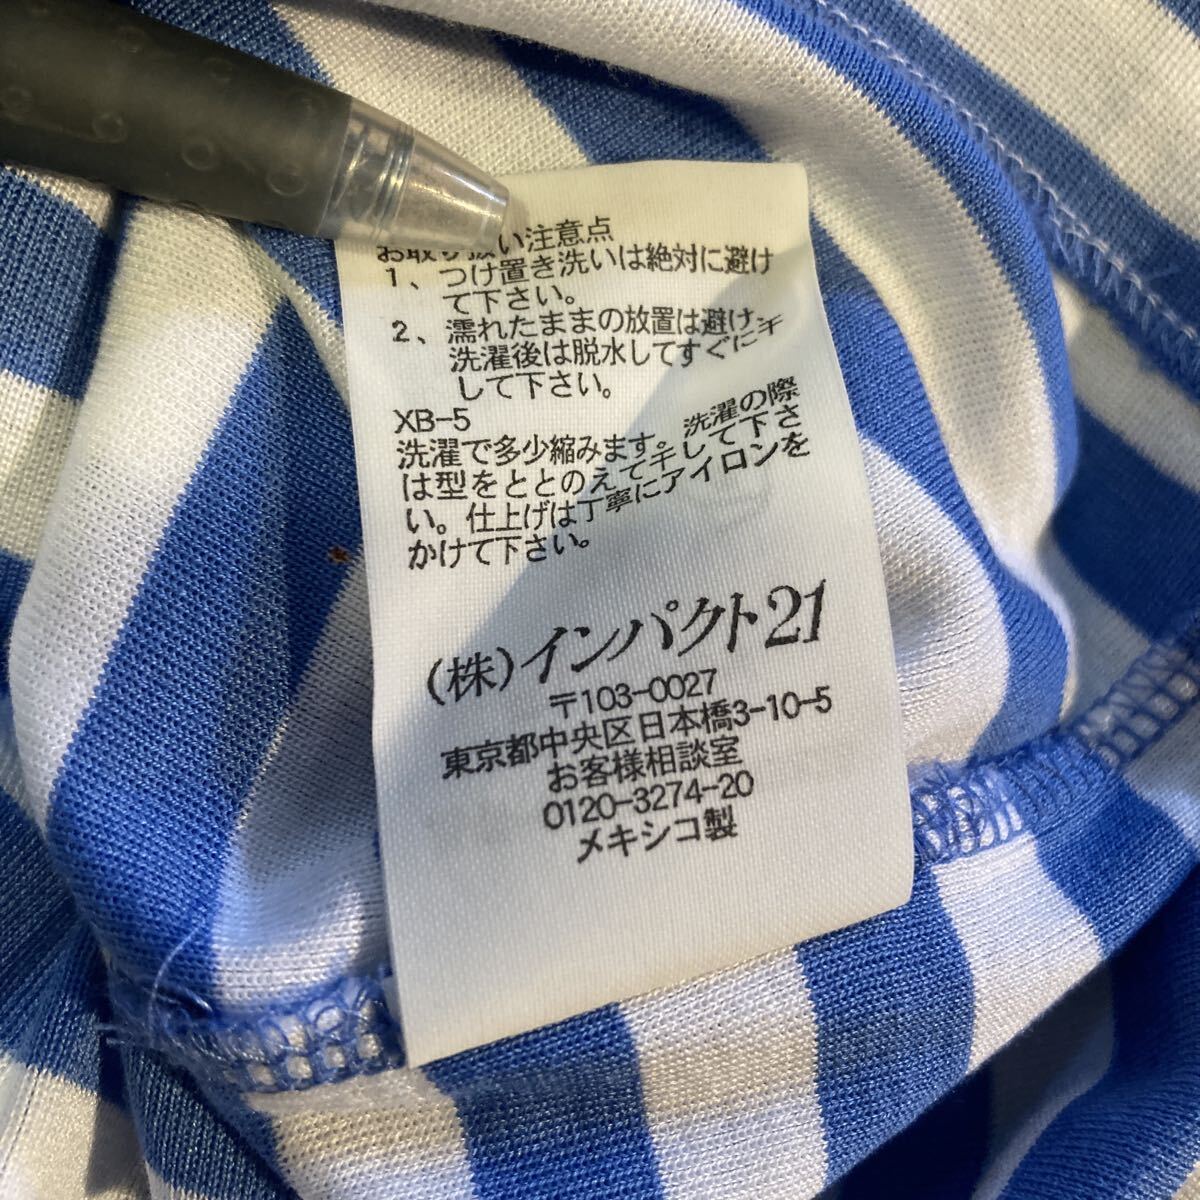 お取り扱い注意点
1、つけ置き洗いは絶対に避け
て下さい。
2、濡れたままの放置は避け、
洗濯後は脱水してすぐに干
して下さい。
XB-5
洗濯で多少縮みます。洗濯の際
は型をととのえて干して下さ
い。仕上げは丁寧にアイロンを
かけて下さい。
(株)インパクト21
〒103-0027
東京都中央区日本橋3-10-5
お客様相談室
0120-3274-20
メキシコ製